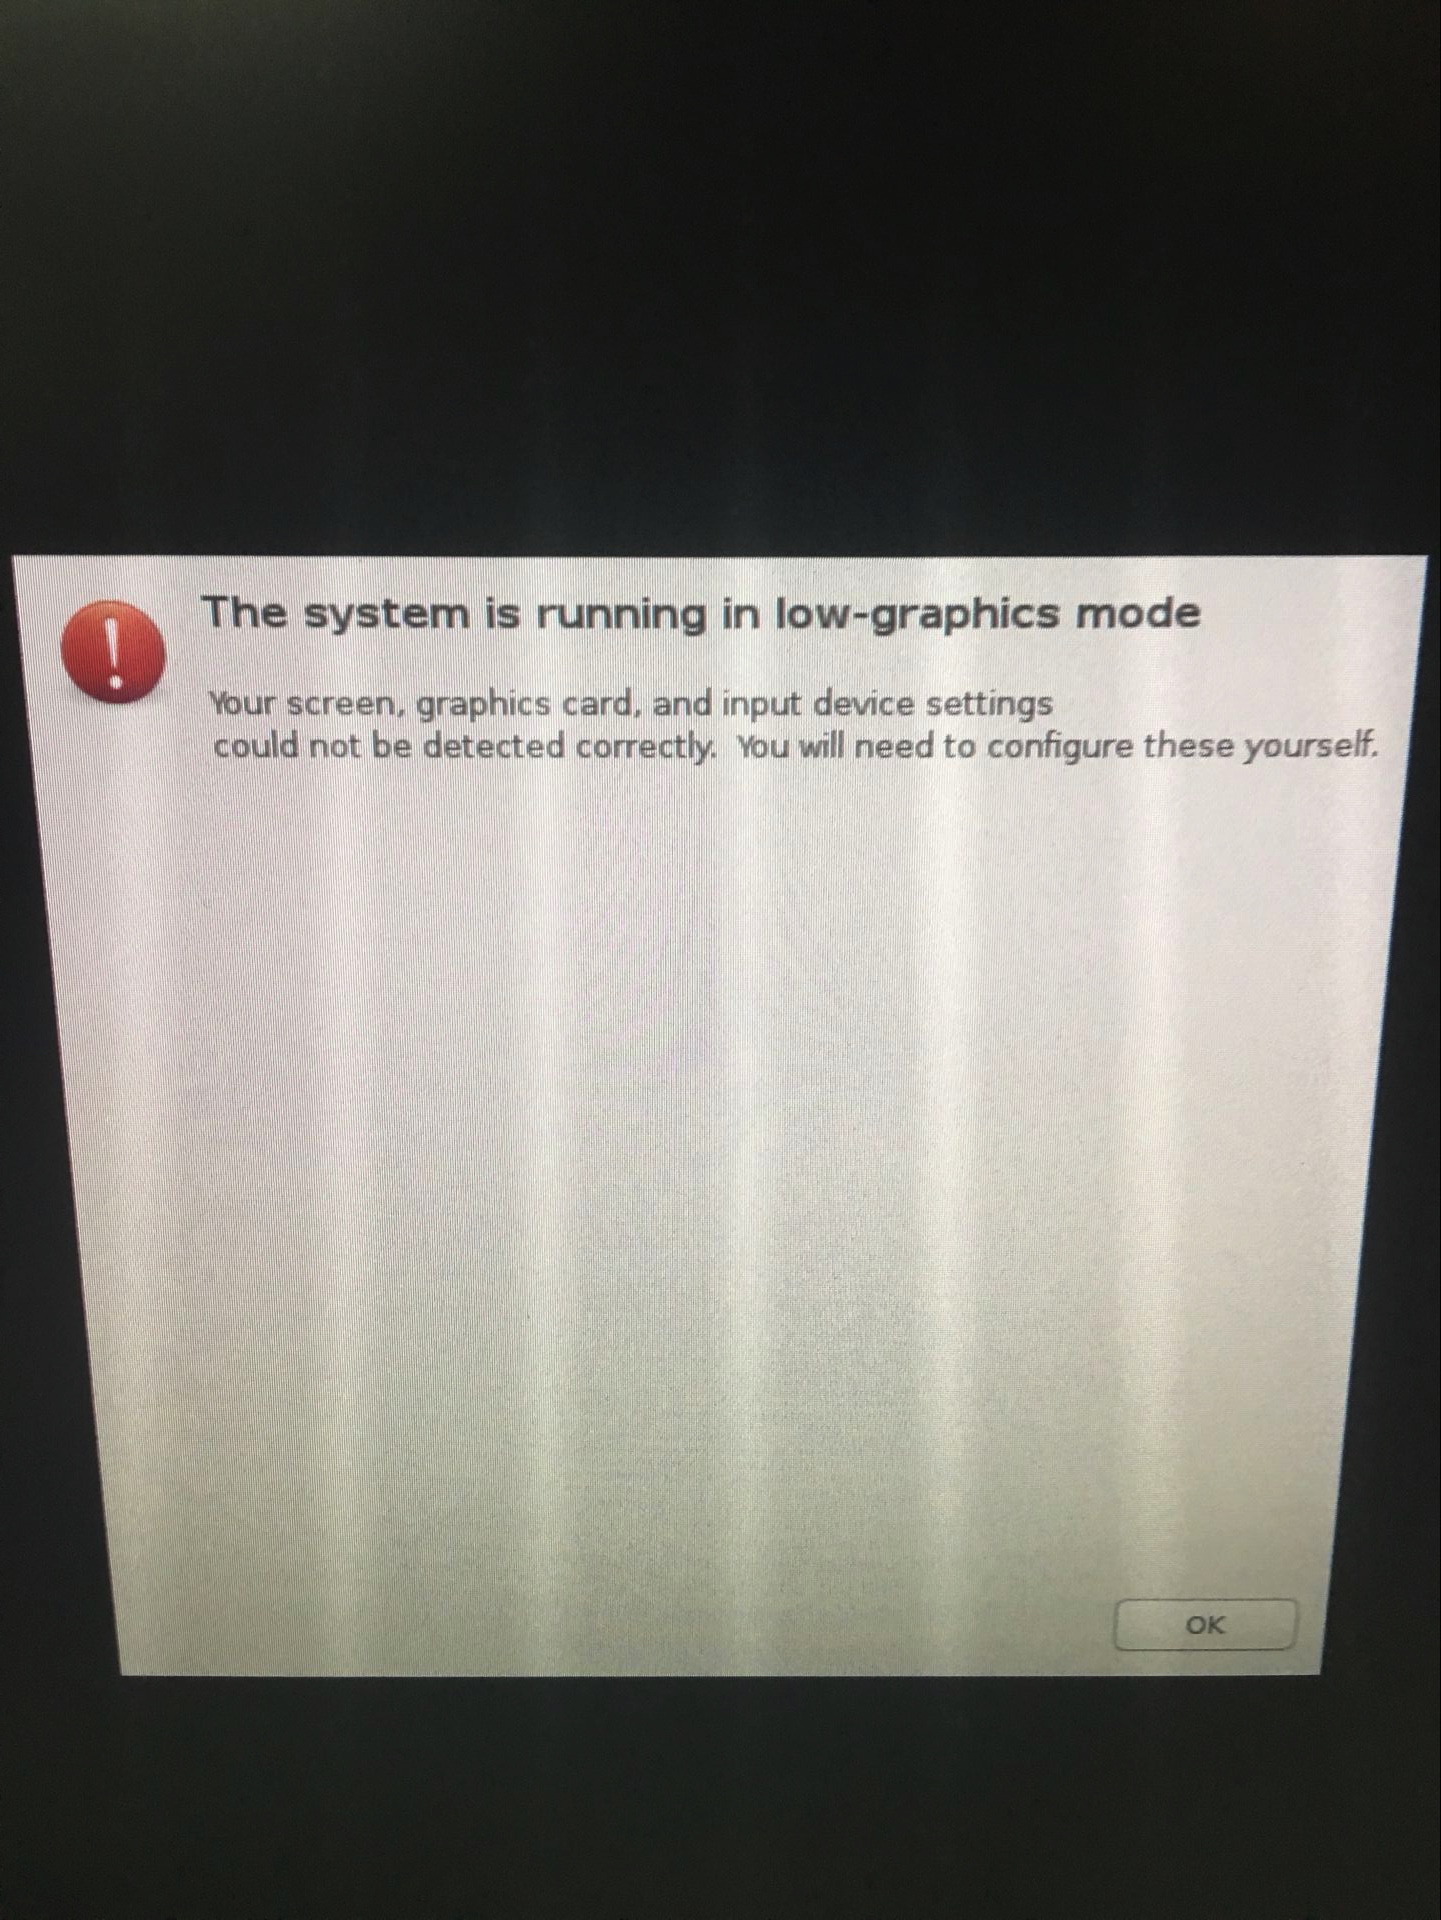 The system is running in low-graphics mode
Your screen, graphics card, and input device settings
could not be detected correctly. You will need to configure these yourself.
OK